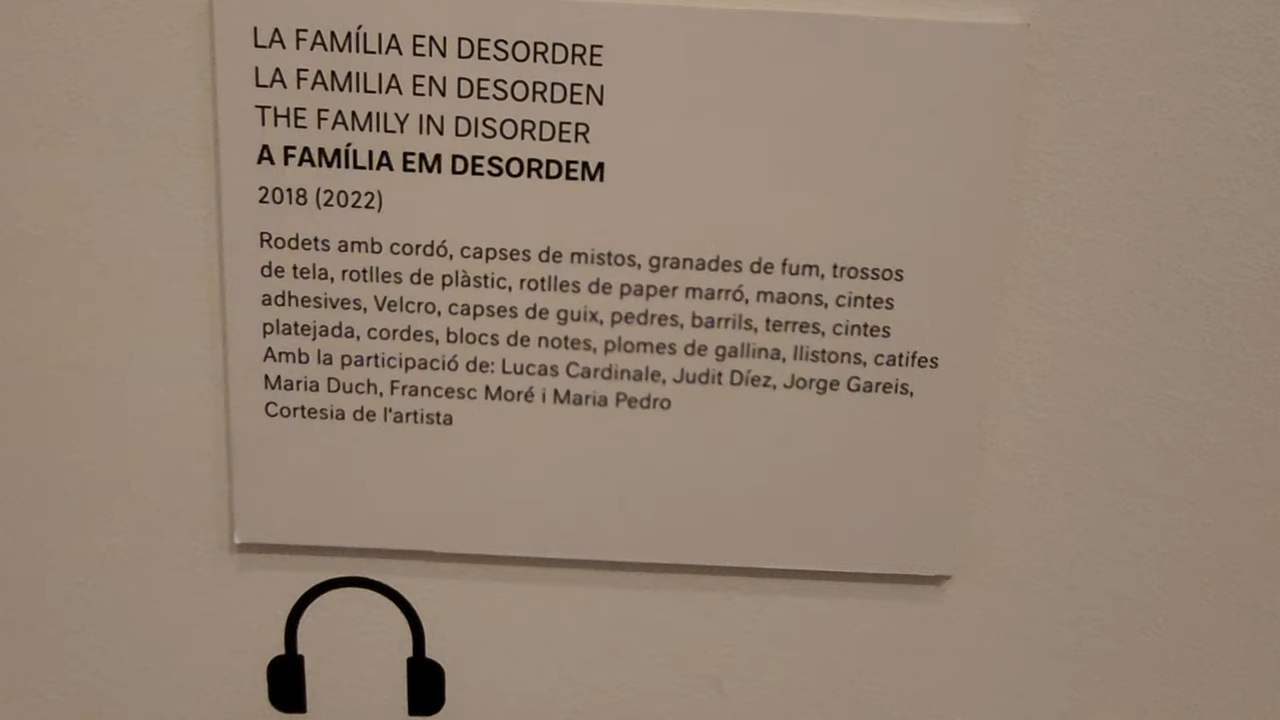 LA FAMÍLIA EN DESORDRE
LA FAMILIA EN DESORDEN
THE FAMILY IN DISORDER
A FAMÍLIA EM DESORDEM
2018 (2022)
Rodets amb cordó, capses de mistos, granades de fum, trossos
de tela, rotlles de plàstic, rotlles de paper marró, maons, cintes
adhesives, Velcro, capses de guix, pedres, barrils, terres, cintes
platejada, cordes, blocs de notes, plomes de gallina, llistons, catifes
Amb la participació de: Lucas Cardinale, Judit Díez, Jorge Gareis,
Maria Duch, Francesc Moré i Maria Pedro
Cortesia de l'artista